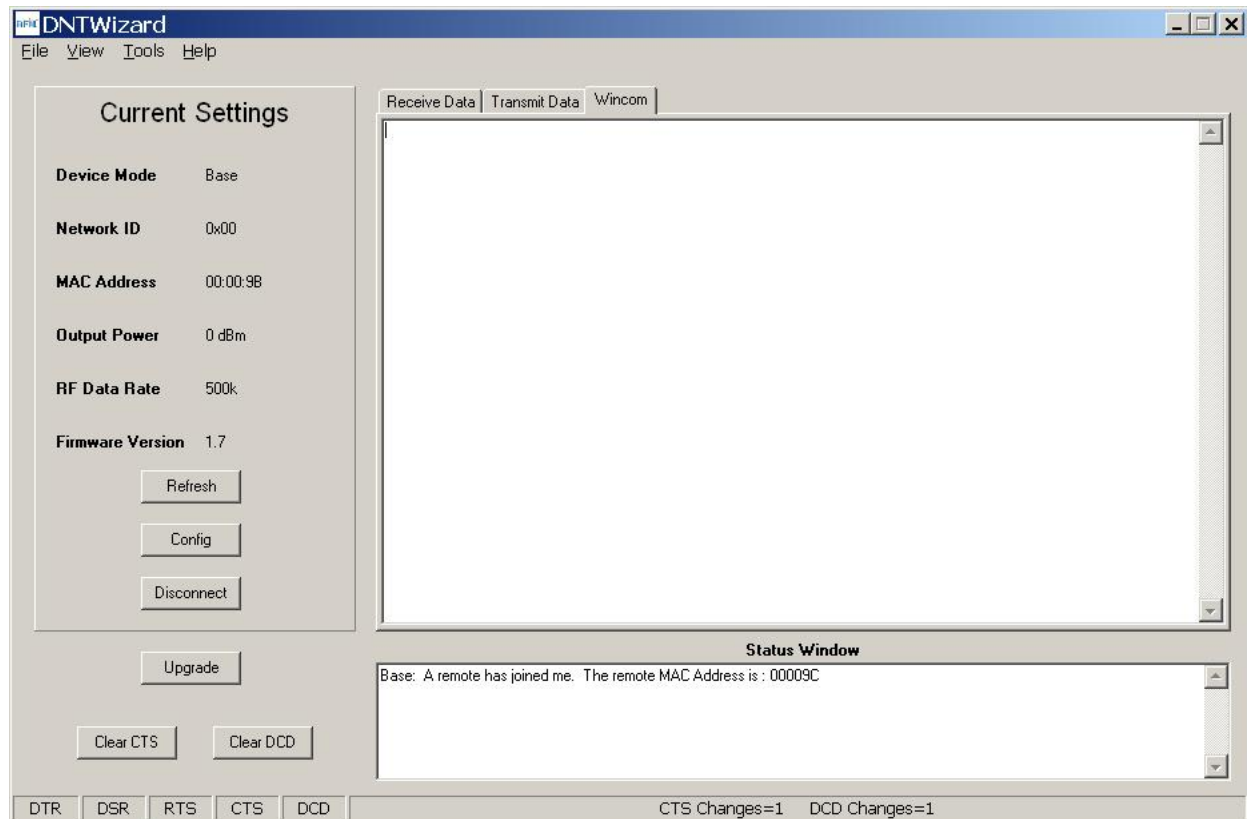 RFM DNTWizard
File View Tools Help
Current Settings
Device Mode Base
Network ID 0x00
MAC Address 00:00:9B
Output Power 0 dBm
RF Data Rate 500k
Firmware Version 1.7
Refresh
Config
Disconnect
Upgrade
Clear CTS Clear DCD
Receive Data Transmit Data Wincom
Status Window
Base: A remote has joined me. The remote MAC Address is : 00009C
DTR DSR RTS CTS DCD CTS Changes=1 DCD Changes=1